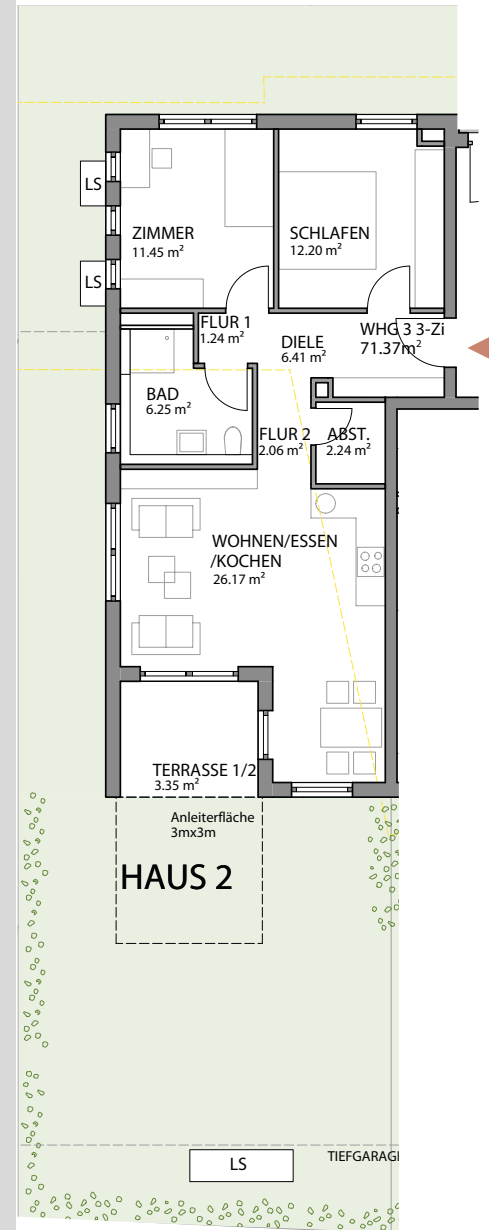 LS
ZIMMER
11.45 m²
SCHLAFEN
12.20 m²
LS
FLUR 1
1.24 m²
DIELE
6.41 m²
WHG 3 3-Zi
71.37m²
BAD
6.25 m²
FLUR 2
2.06 m²
ABST.
2.24 m²
WOHNEN/ESSEN
/KOCHEN
26.17 m²
TERRASSE 1/2
3.35 m²
Anleiterfläche
3mx3m
HAUS 2
LS
TIEFGARAG